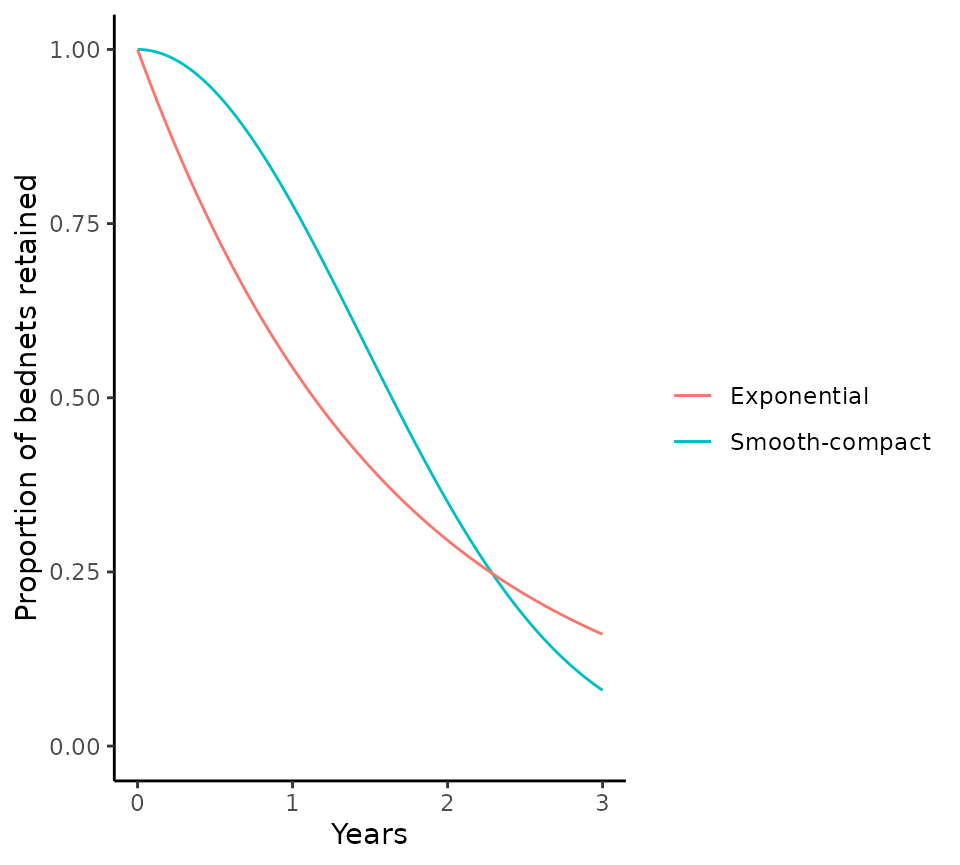 Proportion of bednets retained
1.00
0.75
0.50
0.25
0.00
0 1 2 3
Years
Exponential
Smooth-compact